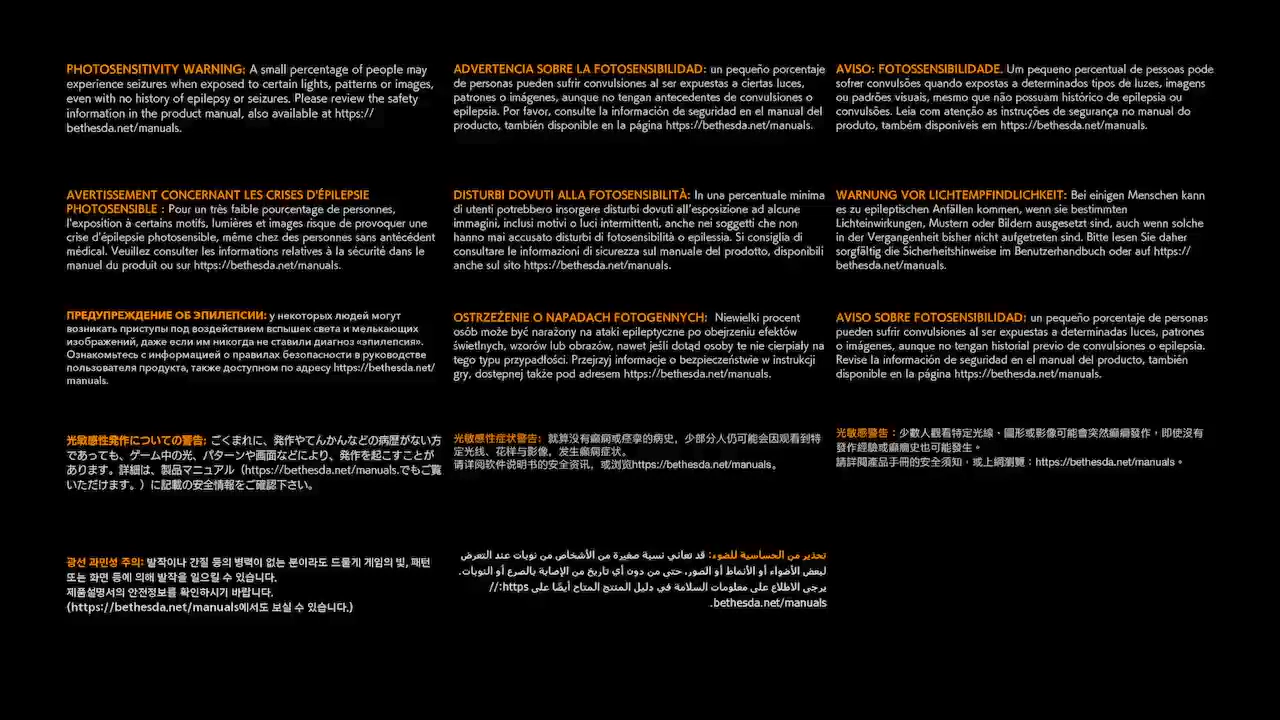 PHOTOSENSITIVITY WARNING: A small percentage of people may
experience seizures when exposed to certain lights, patterns or images,
even with no history of epilepsy or seizures. Please review the safety
information in the product manual, also available at https://
bethesda.net/manuals.
ADVERTENCIA SOBRE LA FOTOSENSIBILIDAD: un pequeño porcentaje
de personas pueden sufrir convulsiones al ser expuestas a ciertas luces,
patrones o imágenes, aunque no tengan antecedentes de convulsiones o
epilepsia. Por favor, consulte la información de seguridad en el manual del
producto, también disponible en la página https://bethesda.net/manuals.
AVISO: FOTOSSENSIBILIDADE. Um pequeno percentual de pessoas pode
sofrer convulsões quando expostas a determinados tipos de luzes, imagens
ou padrões visuais, mesmo que não possuam histórico de epilepsia ou
convulsões. Leia com atenção as instruções de segurança no manual do
produto, também disponíveis em https://bethesda.net/manuals.
AVERTISSEMENT CONCERNANT LES CRISES D'ÉPILEPSIE
PHOTOSENSIBLE : Pour un très faible pourcentage de personnes,
l'exposition à certains motifs, lumières et images risque de provoquer une
crise d'épilepsie photosensible, même chez des personnes sans antécédent
médical. Veuillez consulter les informations relatives à la sécurité dans le
manuel du produit ou sur https://bethesda.net/manuals.
DISTURBI DOVUTI ALLA FOTOSENSIBILITÀ: In una percentuale minima
di utenti potrebbero insorgere disturbi dovuti all'esposizione ad alcune
immagini, inclusi motivi o luci intermittenti, anche nei soggetti che non
hanno mai accusato disturbi di fotosensibilità o epilessia. Si consiglia di
consultare le informazioni di sicurezza sul manuale del prodotto, disponibili
anche sul sito https://bethesda.net/manuals.
WARNUNG VOR LICHTEMPFINDLICHKEIT: Bei einigen Menschen kann
es zu epileptischen Anfällen kommen, wenn sie bestimmten
Lichteinwirkungen, Mustern oder Bildern ausgesetzt sind, auch wenn solche
in der Vergangenheit bisher nicht aufgetreten sind. Bitte lesen Sie daher
sorgfältig die Sicherheitshinweise im Benutzerhandbuch oder auf https://
bethesda.net/manuals.
ПРЕДУПРЕЖДЕНИЕ ОБ ЭПИЛЕПСИИ: у некоторых людей могут
возникать приступы под воздействием вспышек света и мелькающих
изображений, даже если им никогда не ставили диагноз «эпилепсия».
Ознакомьтесь с информацией о правилах безопасности в руководстве
пользователя продукта, также доступном по адресу https://bethesda.net/
manuals.
OSTRZEŻENIE O NAPADACH FOTOGENNYCH: Niewielki procent
osób może być narażony na ataki epileptyczne po obejrzeniu efektów
świetlnych, wzorów lub obrazów, nawet jeśli dotąd osoby te nie cierpiały na
tego typu przypadłości. Przejrzyj informacje o bezpieczeństwie w instrukcji
gry, dostępnej także pod adresem https://bethesda.net/manuals.
AVISO SOBRE FOTOSENSIBILIDAD: un pequeño porcentaje de personas
pueden sufrir convulsiones al ser expuestas a determinadas luces, patrones
o imágenes, aunque no tengan historial previo de convulsiones o epilepsia.
Revise la información de seguridad en el manual del producto, también
disponible en la página https://bethesda.net/manuals.
光敏感性発作についての警告: ごくまれに、発作やてんかんなどの病歴がない方
であっても、ゲーム中の光、パターンや画面などにより、発作を起こすことが
あります。詳細は、製品マニュアル（https://bethesda.net/manuals.でもご覧
いただけます。）に記載の安全情報をご確認下さい。
光敏感性症状警告：就算没有癫痫或痉挛的病史，少部分人仍可能会因观看到特
定光线、花样与影像，发生癫痫症状。
请详阅软件说明书的安全资讯，或浏览https://bethesda.net/manuals。
光敏感警告：少數人觀看特定光線、圖形或影像可能會突然癲癇發作，即使沒有
發作經驗或癲癇史也可能發生。
請詳閱產品手冊的安全須知，或上網瀏覽：https://bethesda.net/manuals。
광선 과민성 주의: 발작이나 간질 등의 병력이 없는 분이라도 드물게 게임의 빛, 패턴
또는 화면 등에 의해 발작을 일으킬 수 있습니다.
제품설명서의 안전정보를 확인하시기 바랍니다.
(https://bethesda.net/manuals에서도 보실 수 있습니다.)
تحذير من الحساسية للضوء: قد تعاني نسبة صغيرة من الأشخاص من نوبات عند التعرض
لبعض الأضواء أو الأنماط أو الصور، حتى من دون أي تاريخ من الإصابة بالصرع أو النوبات.
يرجى الاطلاع على معلومات السلامة في دليل المنتج المتاح أيضًا على https://
bethesda.net/manuals.